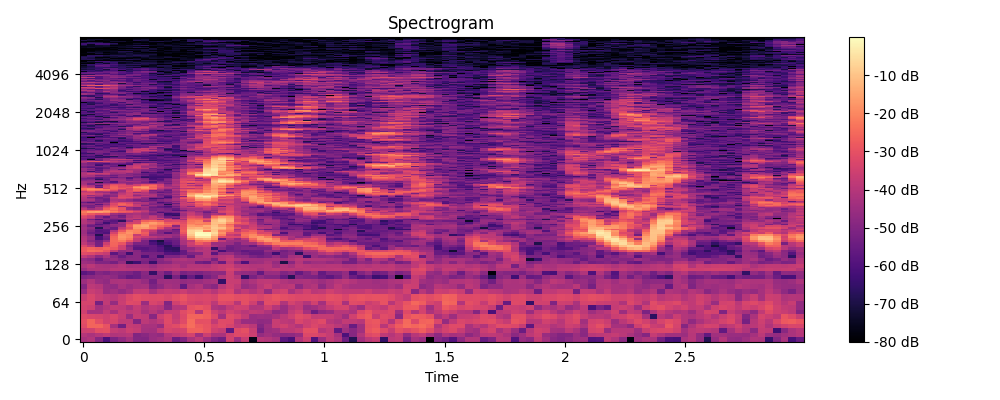 Spectrogram
4096
2048
1024
512
256
128
64
0
Hz
0
0.5
1
1.5
2
2.5
Time
-10 dB
-20 dB
-30 dB
-40 dB
-50 dB
-60 dB
-70 dB
-80 dB